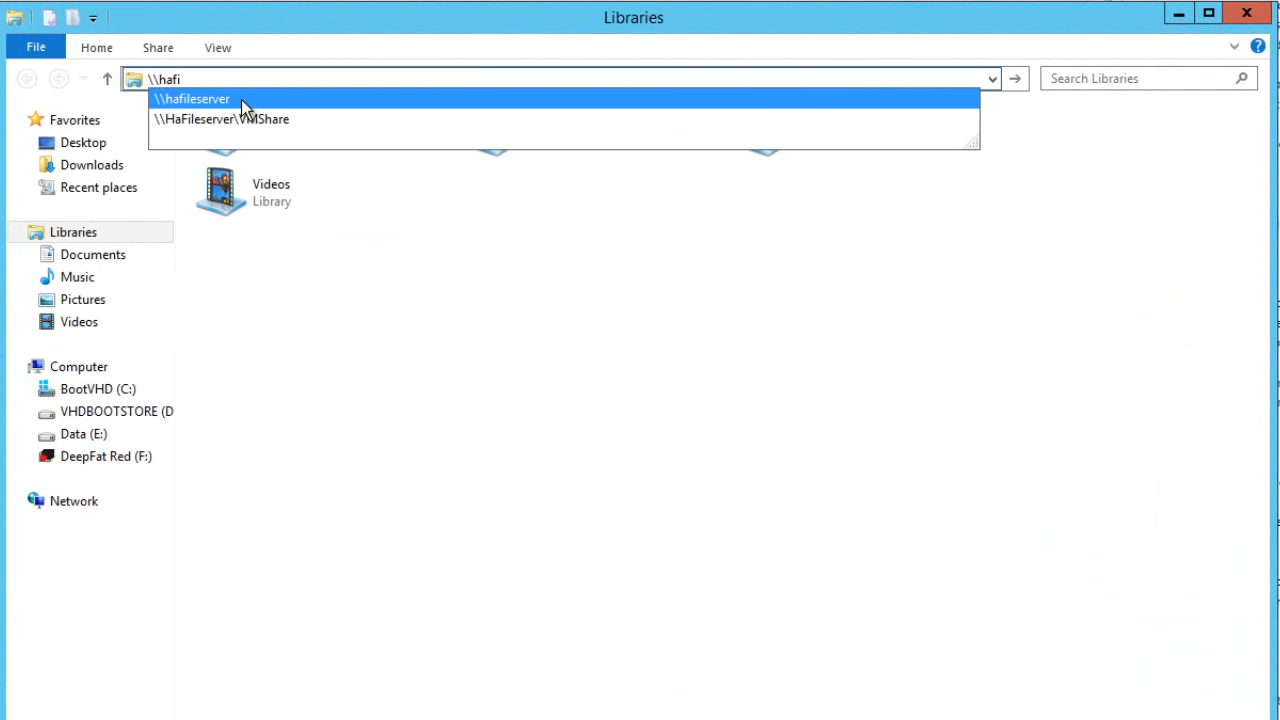 Libraries
File
Home
Share
View
\\hafi
Search Libraries
\\hafileserver
\\HaFileserver\VMShare
Favorites
Desktop
Downloads
Recent places
Libraries
Documents
Music
Pictures
Videos
Computer
BootVHD (C:)
VHDBOOTSTORE (D
Data (E:)
DeepFat Red (F:)
Network
Videos
Library